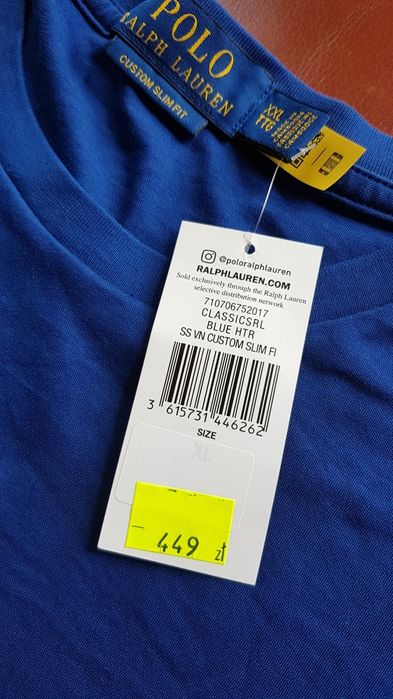 POLO
RALPH LAUREN
CUSTOM SLIM FIT
XXL
TTG
@poloralphlauren
RALPHLAUREN.COM
Sold exclusively through the Ralph Lauren
selective distribution network
710706752017
CLASSICSRL
BLUE HTR
SS VN CUSTOM SLIM FI
3 615731 446262
SIZE
XL
449 zł